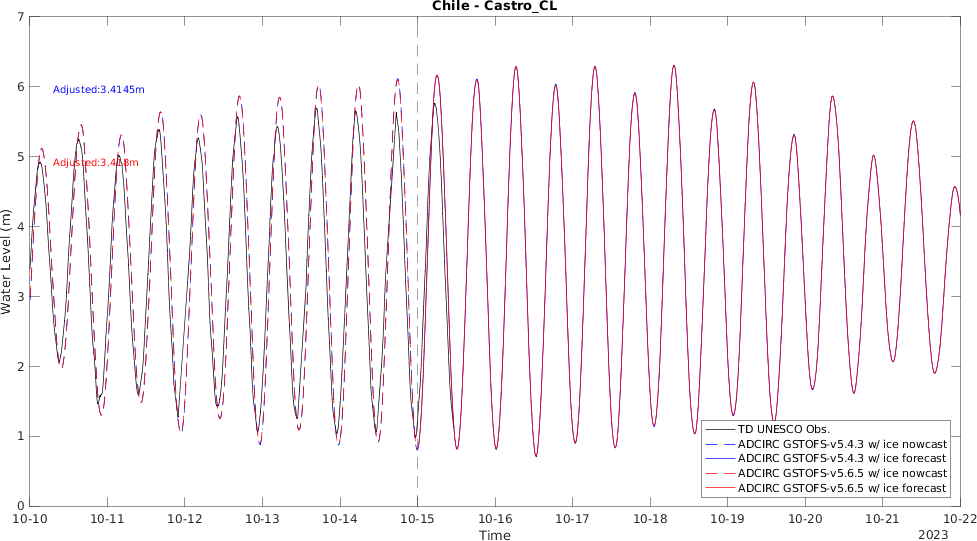 Chile - Castro_CL
7
6
5
4
3
2
1
0
Water Level (m)
Adjusted:3.4145m
Adjusted:3.418m
TD UNESCO Obs.
ADCIRC GSTOFS-v5.4.3 w/ ice nowcast
ADCIRC GSTOFS-v5.4.3 w/ ice forecast
ADCIRC GSTOFS-v5.6.5 w/ ice nowcast
ADCIRC GSTOFS-v5.6.5 w/ ice forecast
10-10 10-11 10-12 10-13 10-14 10-15 10-16 10-17 10-18 10-19 10-20 10-21 10-22
Time
2023